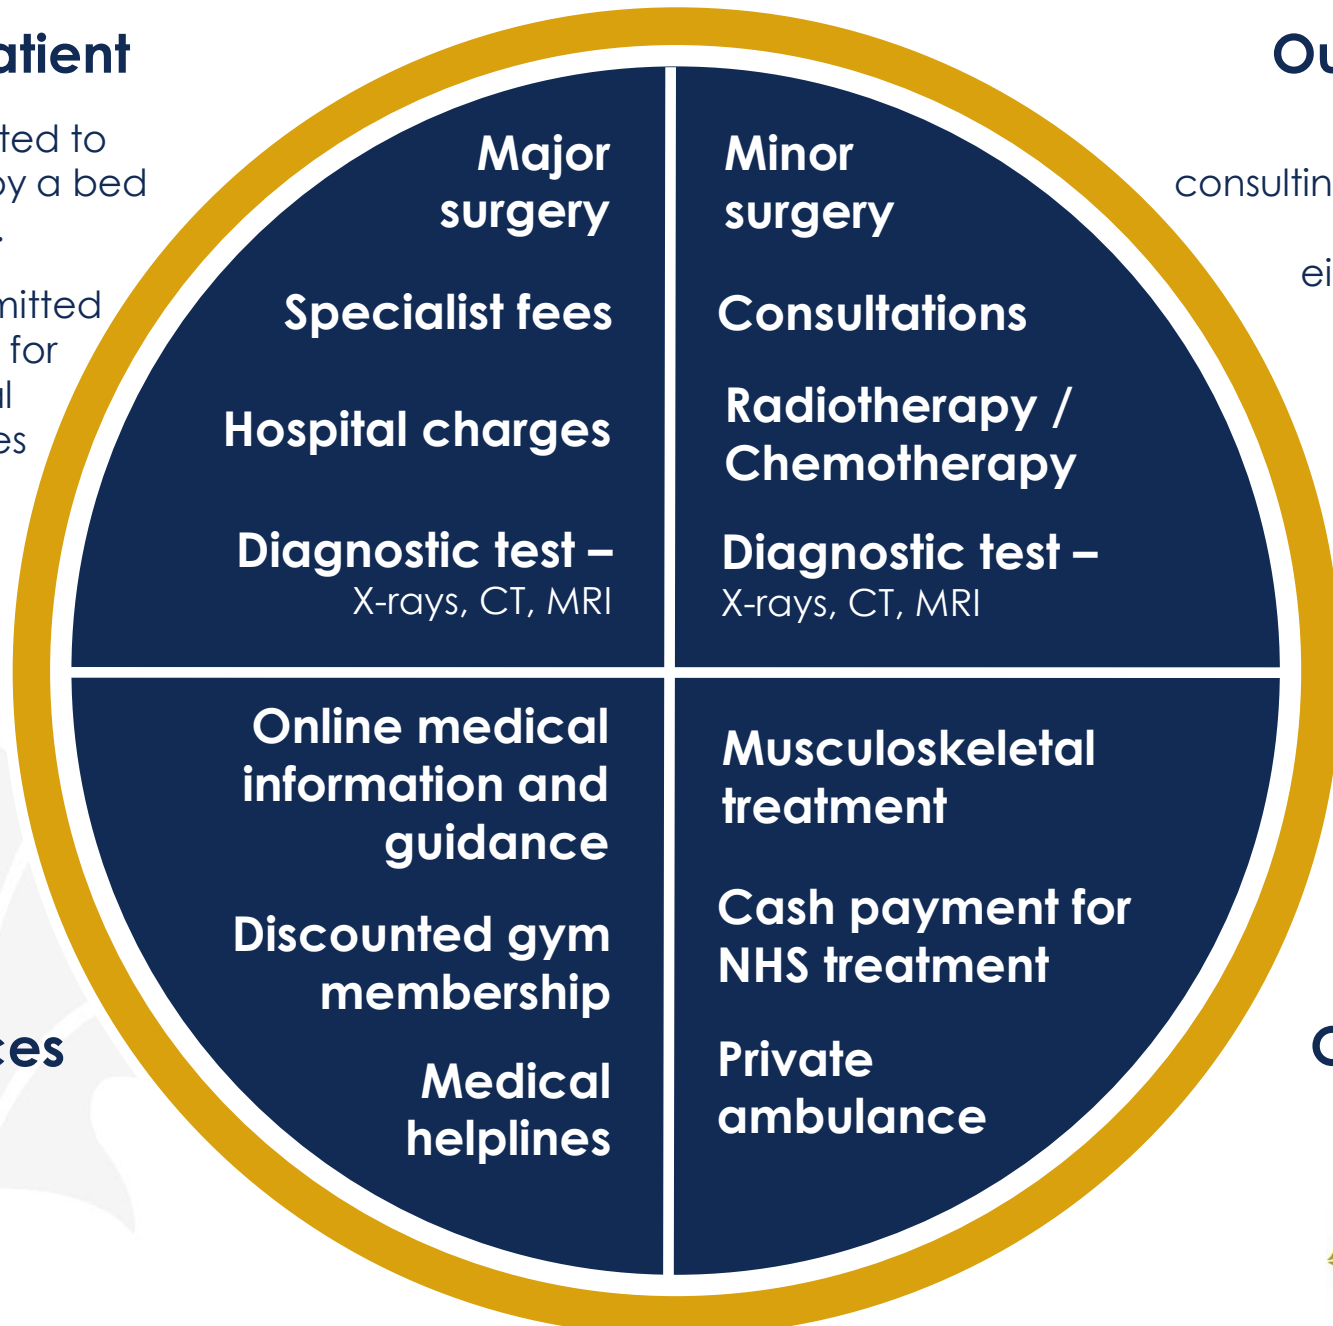 atient
ted to
by a bed
.
mitted
for
al
es
Ou
consultin
ei
Major
surgery
Specialist fees
Hospital charges
Diagnostic test –
X-rays, CT, MRI
Minor
surgery
Consultations
Radiotherapy /
Chemotherapy
Diagnostic test –
X-rays, CT, MRI
Online medical
information and
guidance
Discounted gym
membership
Medical
helplines
Musculoskeletal
treatment
Cash payment for
NHS treatment
Private
ambulance
ces